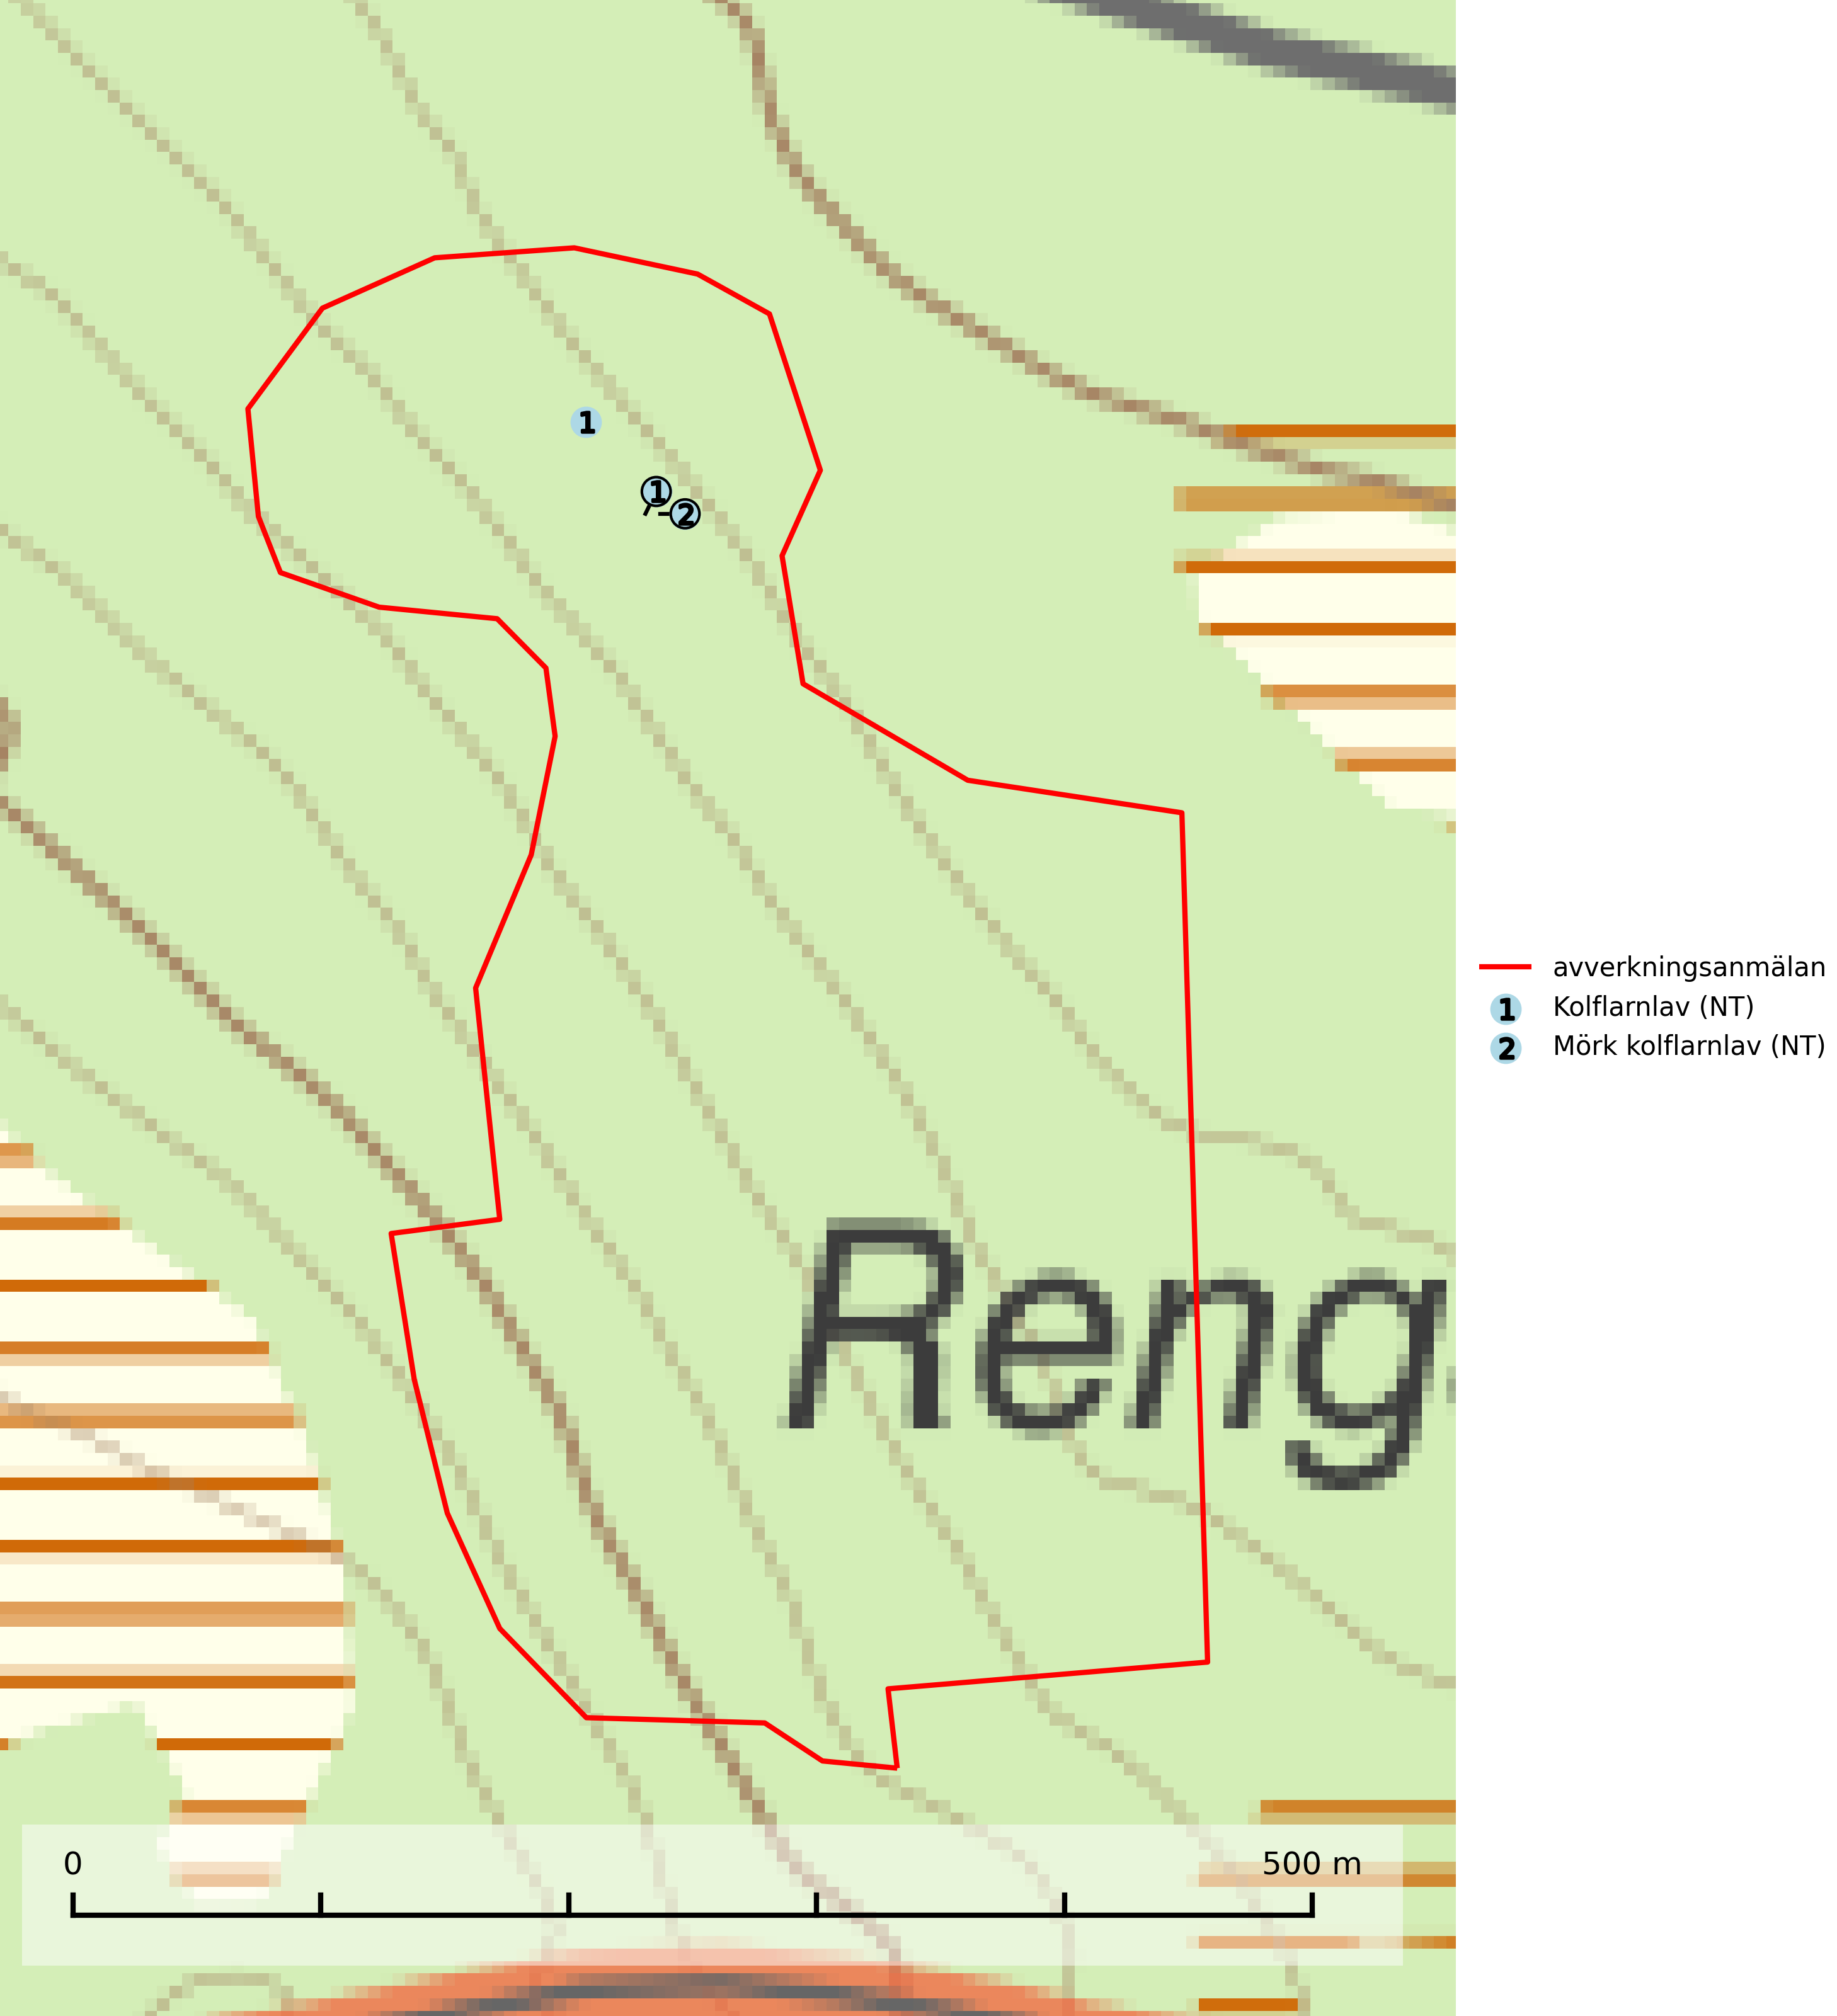 1
1
2
Reng
0 500 m
avverkningsanmälan
1 Kolflarnlav (NT)
2 Mörk kolflarnlav (NT)